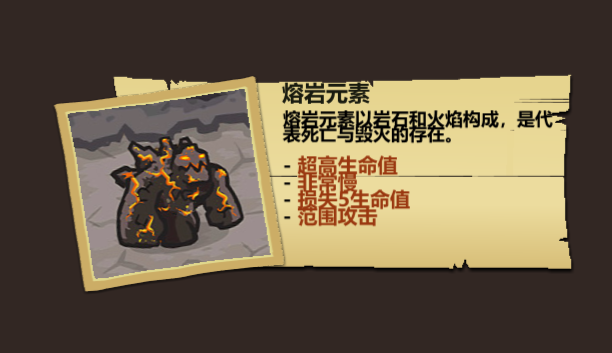 熔岩元素
熔岩元素以岩石和火焰构成，是代
表死亡与毁灭的存在。
- 超高生命值
- 非常慢
- 损失5生命值
- 范围攻击